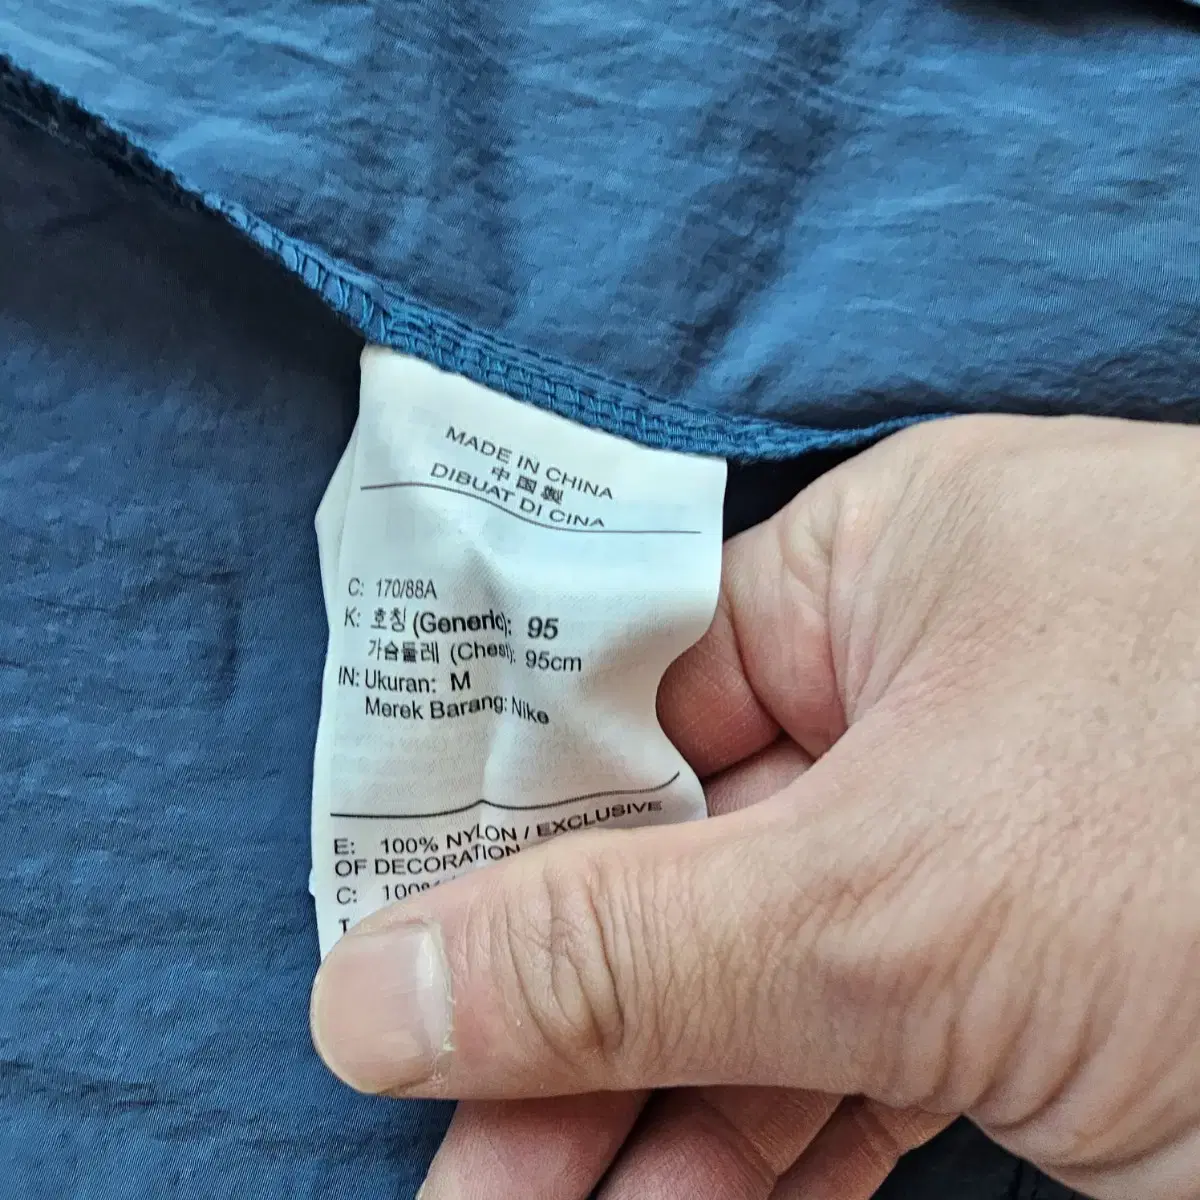 MADE IN CHINA
中国製
DIBUAT DI CINA
C: 170/88A
K: 호칭 (Generic): 95
가슴둘레 (Chest): 95cm
IN: Ukuran: M
Merek Barang: Nike
E: 100% NYLON / EXCLUSIVE
OF DECORATION
C: 100%